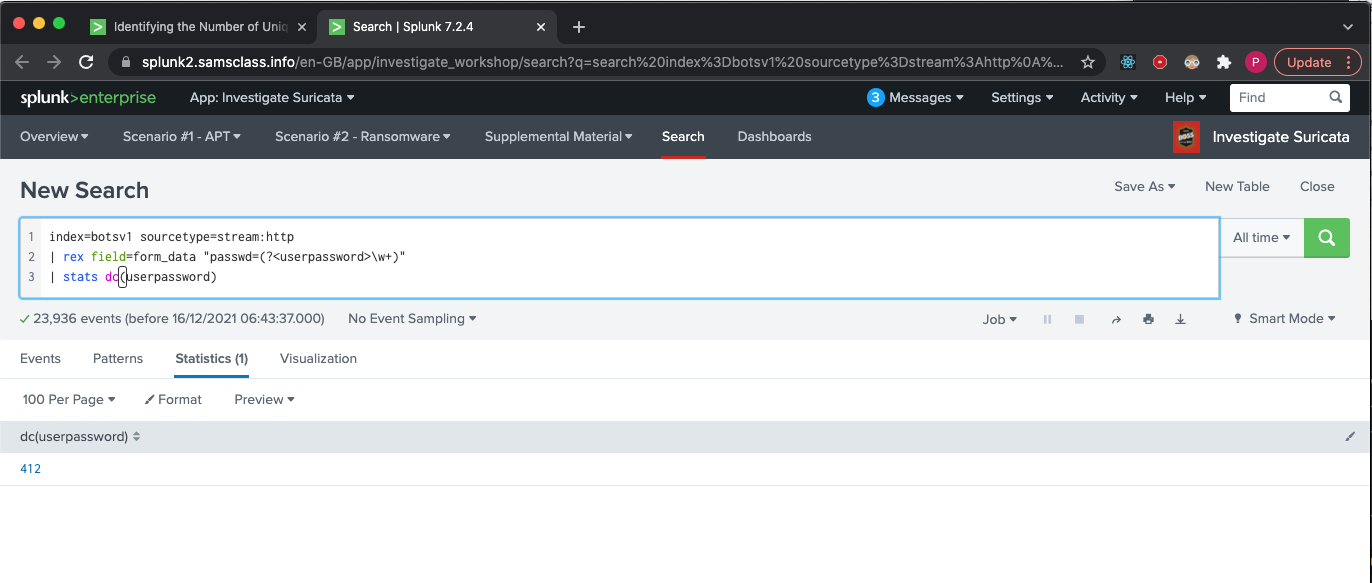 Identifying the Number of Uniq
Search | Splunk 7.2.4
splunk2.samsclass.info/en-GB/app/investigate_workshop/search?q=search%20index%3Dbotsv1%20sourcetype%3Dstream%3Ahttp%0A%...
P
Update
splunk>enterprise
App: Investigate Suricata
3 Messages
Settings
Activity
Help
Find
Overview
Scenario #1 - APT
Scenario #2 - Ransomware
Supplemental Material
Search
Dashboards
Investigate Suricata
New Search
Save As
New Table
Close
1 index=botsv1 sourcetype=stream:http
2 | rex field=form_data "passwd=(?<userpassword>\w+)"
3 | stats dc(userpassword)
All time
23,936 events (before 16/12/2021 06:43:37.000)
No Event Sampling
Job
Smart Mode
Events
Patterns
Statistics (1)
Visualization
100 Per Page
Format
Preview
dc(userpassword)
412